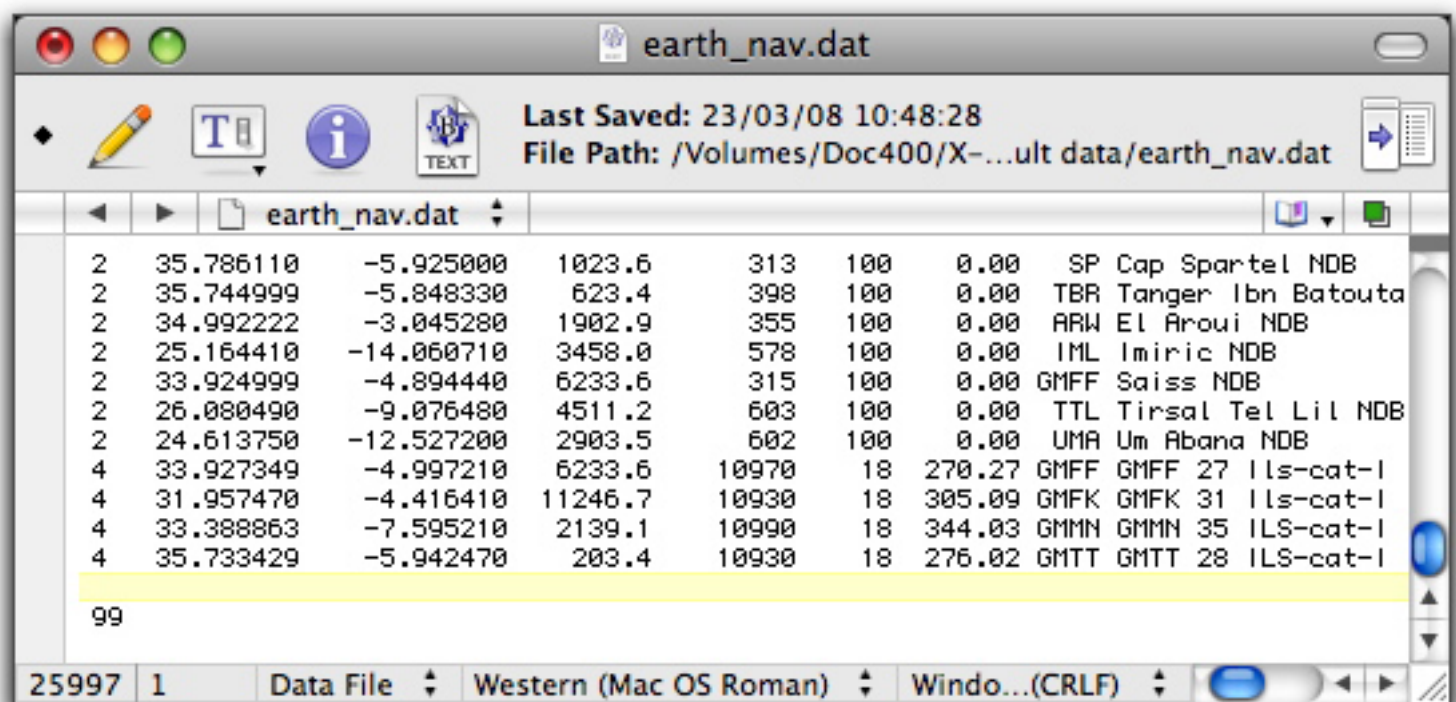 earth_nav.dat
Last Saved: 23/03/08 10:48:28
File Path: /Volumes/Doc400/X-...ult data/earth_nav.dat
TEXT
earth_nav.dat
2 35.786110 -5.925000 1023.6 313 100 0.00 SP Cap Spartel NDB
2 35.744999 -5.848330 623.4 398 100 0.00 TBR Tanger Ibn Batouta
2 34.992222 -3.045280 1902.9 355 100 0.00 ARW El Aroui NDB
2 25.164410 -14.060710 3458.0 578 100 0.00 IML Imiric NDB
2 33.924999 -4.894440 6233.6 315 100 0.00 GMFF Saiss NDB
2 26.080490 -9.076480 4511.2 603 100 0.00 TTL Tirsal Tel Lil NDB
2 24.613750 -12.527200 2903.5 602 100 0.00 UMA Um Abana NDB
4 33.927349 -4.997210 6233.6 10970 18 270.27 GMFF GMFF 27 Ils-cat-I
4 31.957470 -4.416410 11246.7 10930 18 305.09 GMFK GMFK 31 Ils-cat-I
4 33.388863 -7.595210 2139.1 10990 18 344.03 GMMN GMMN 35 ILS-cat-I
4 35.733429 -5.942470 203.4 10930 18 276.02 GMTT GMTT 28 ILS-cat-I
99
25997 1 Data File Western (Mac OS Roman) Windo...(CRLF)